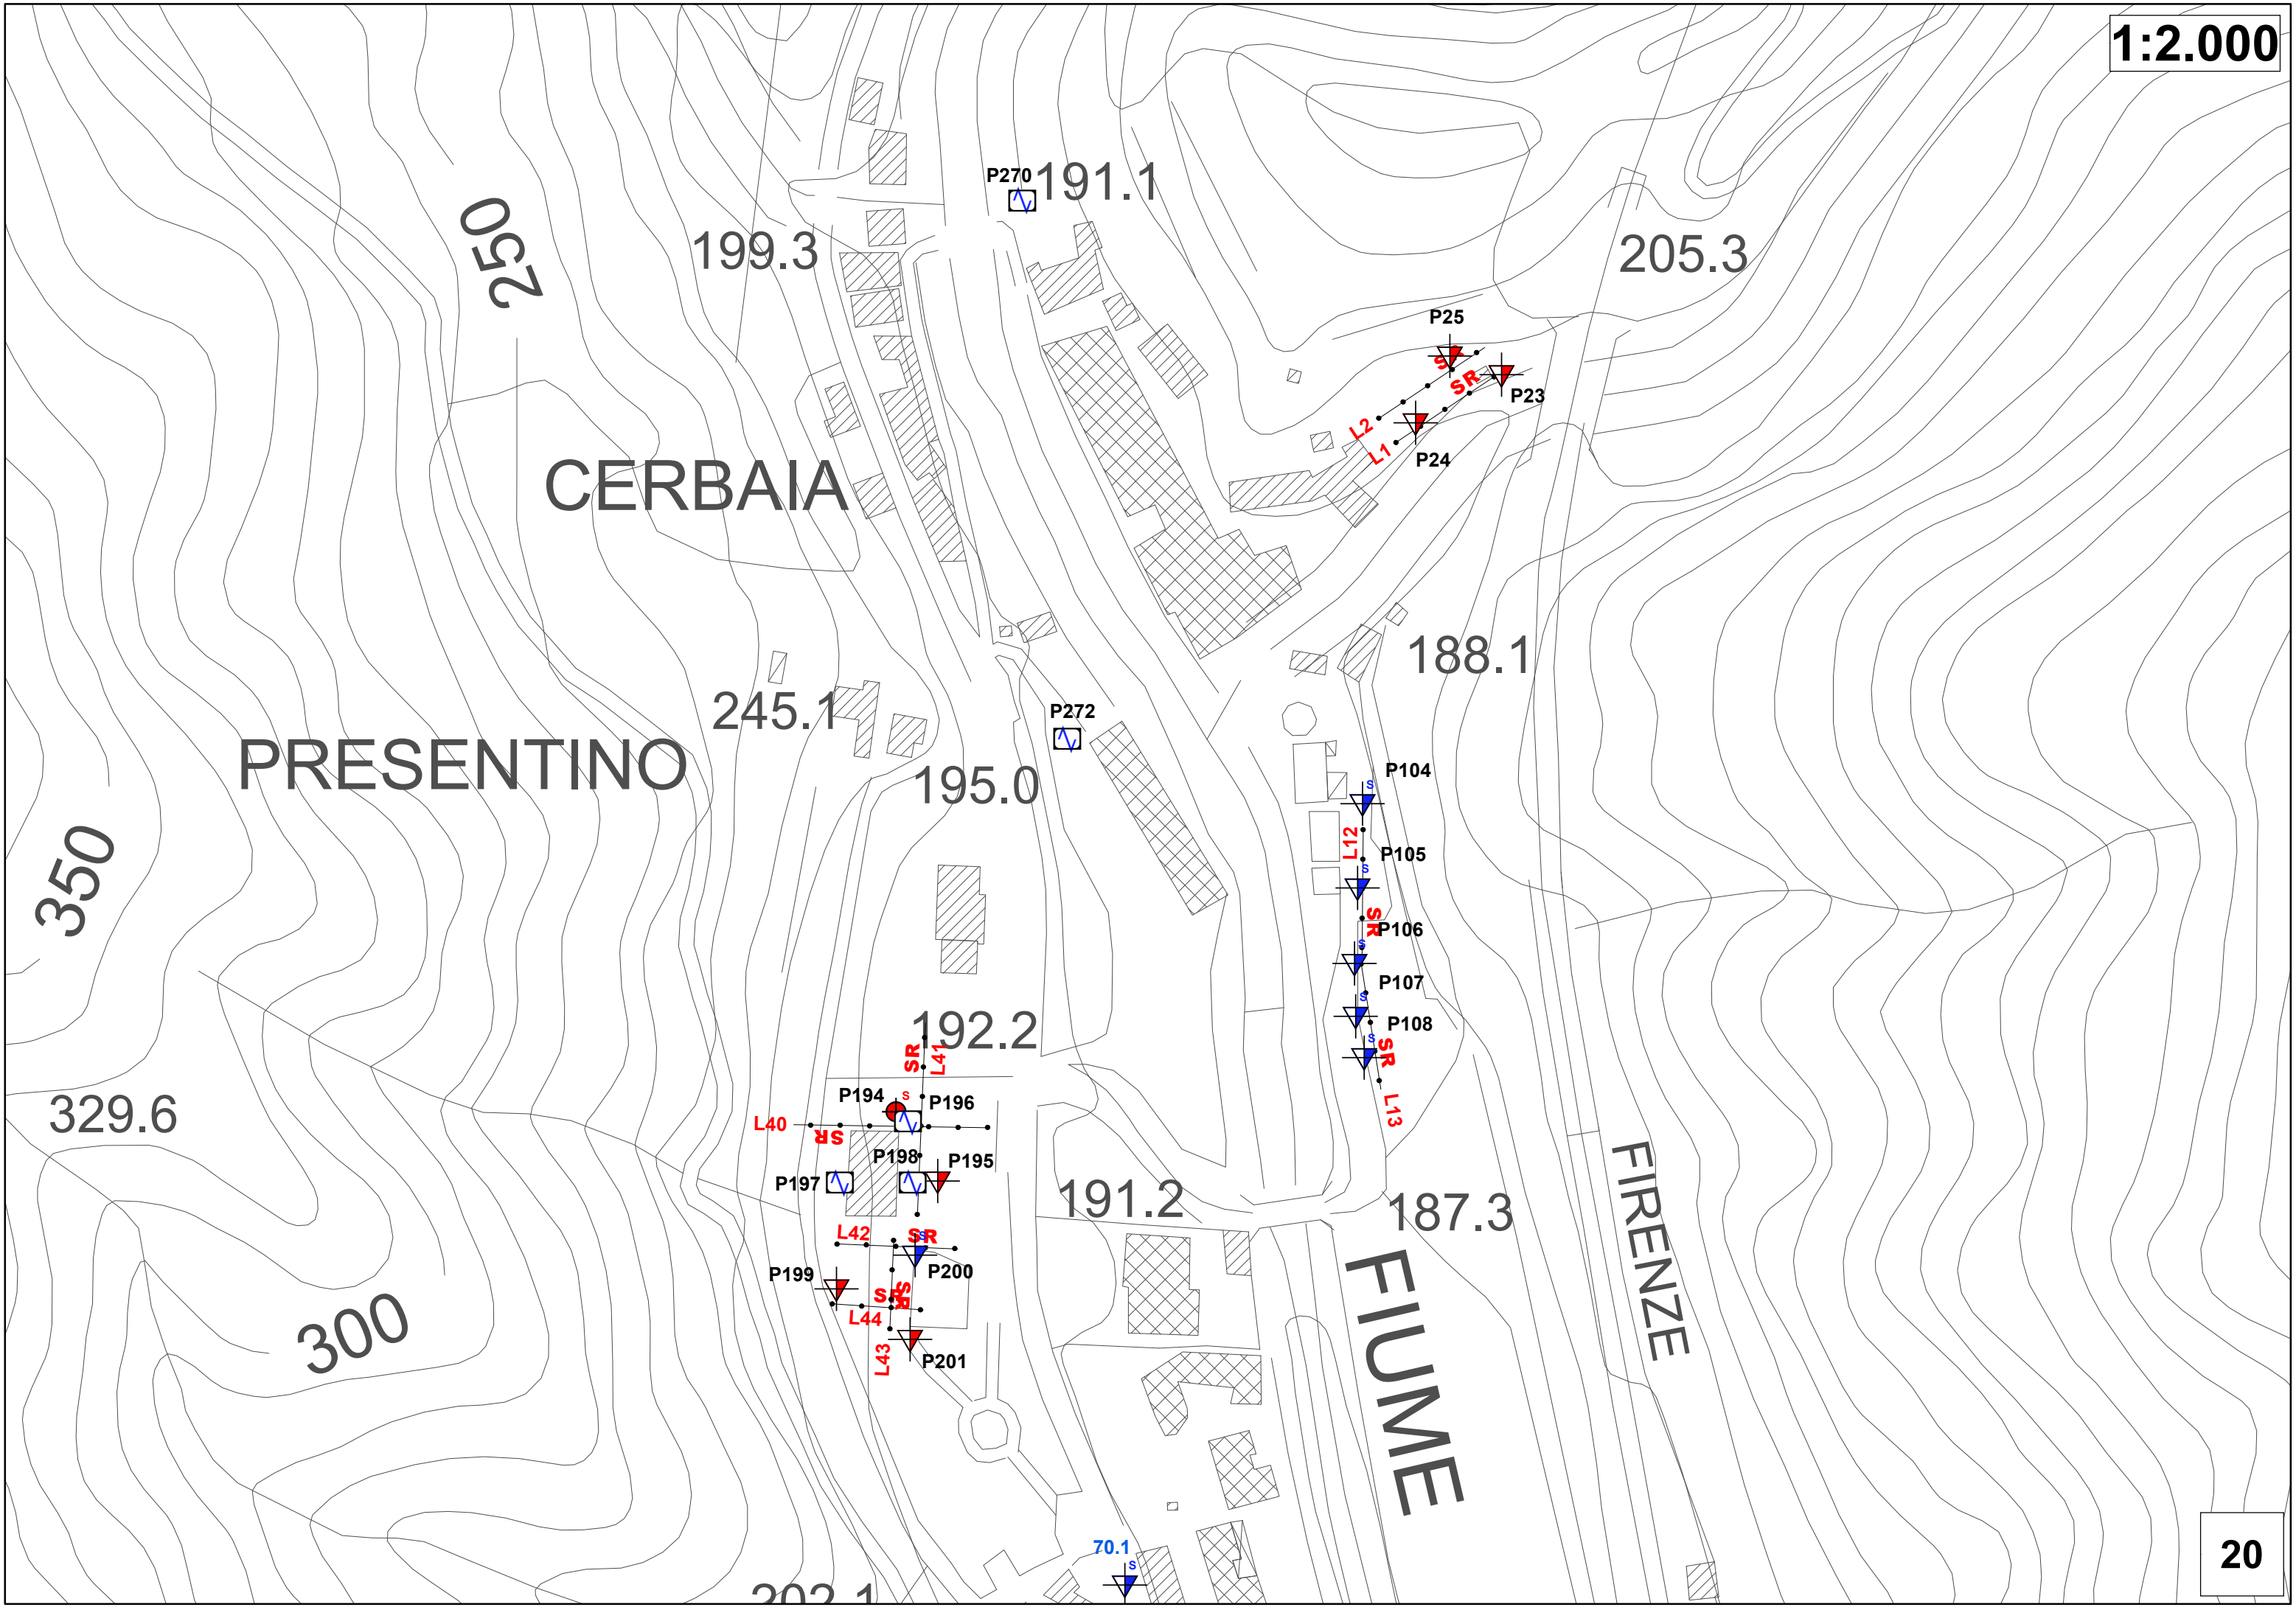 1:2.000
P270
191.1
250
199.3
205.3
P25
SR
P23
L2
L1
P24
CERBAIA
188.1
245.1
P272
PRESENTINO
195.0
P104
S
L12
P105
S
350
SR
P106
S
P107
S
192.2
SR
L41
P108
S
SR
L13
329.6
P194
S
P196
L40
SR
P198
P195
P197
191.2
187.3
FIRENZE
L42
SR
S
P200
P199
SR
SR
L44
300
P201
L43
FIUME
70.1
S
20